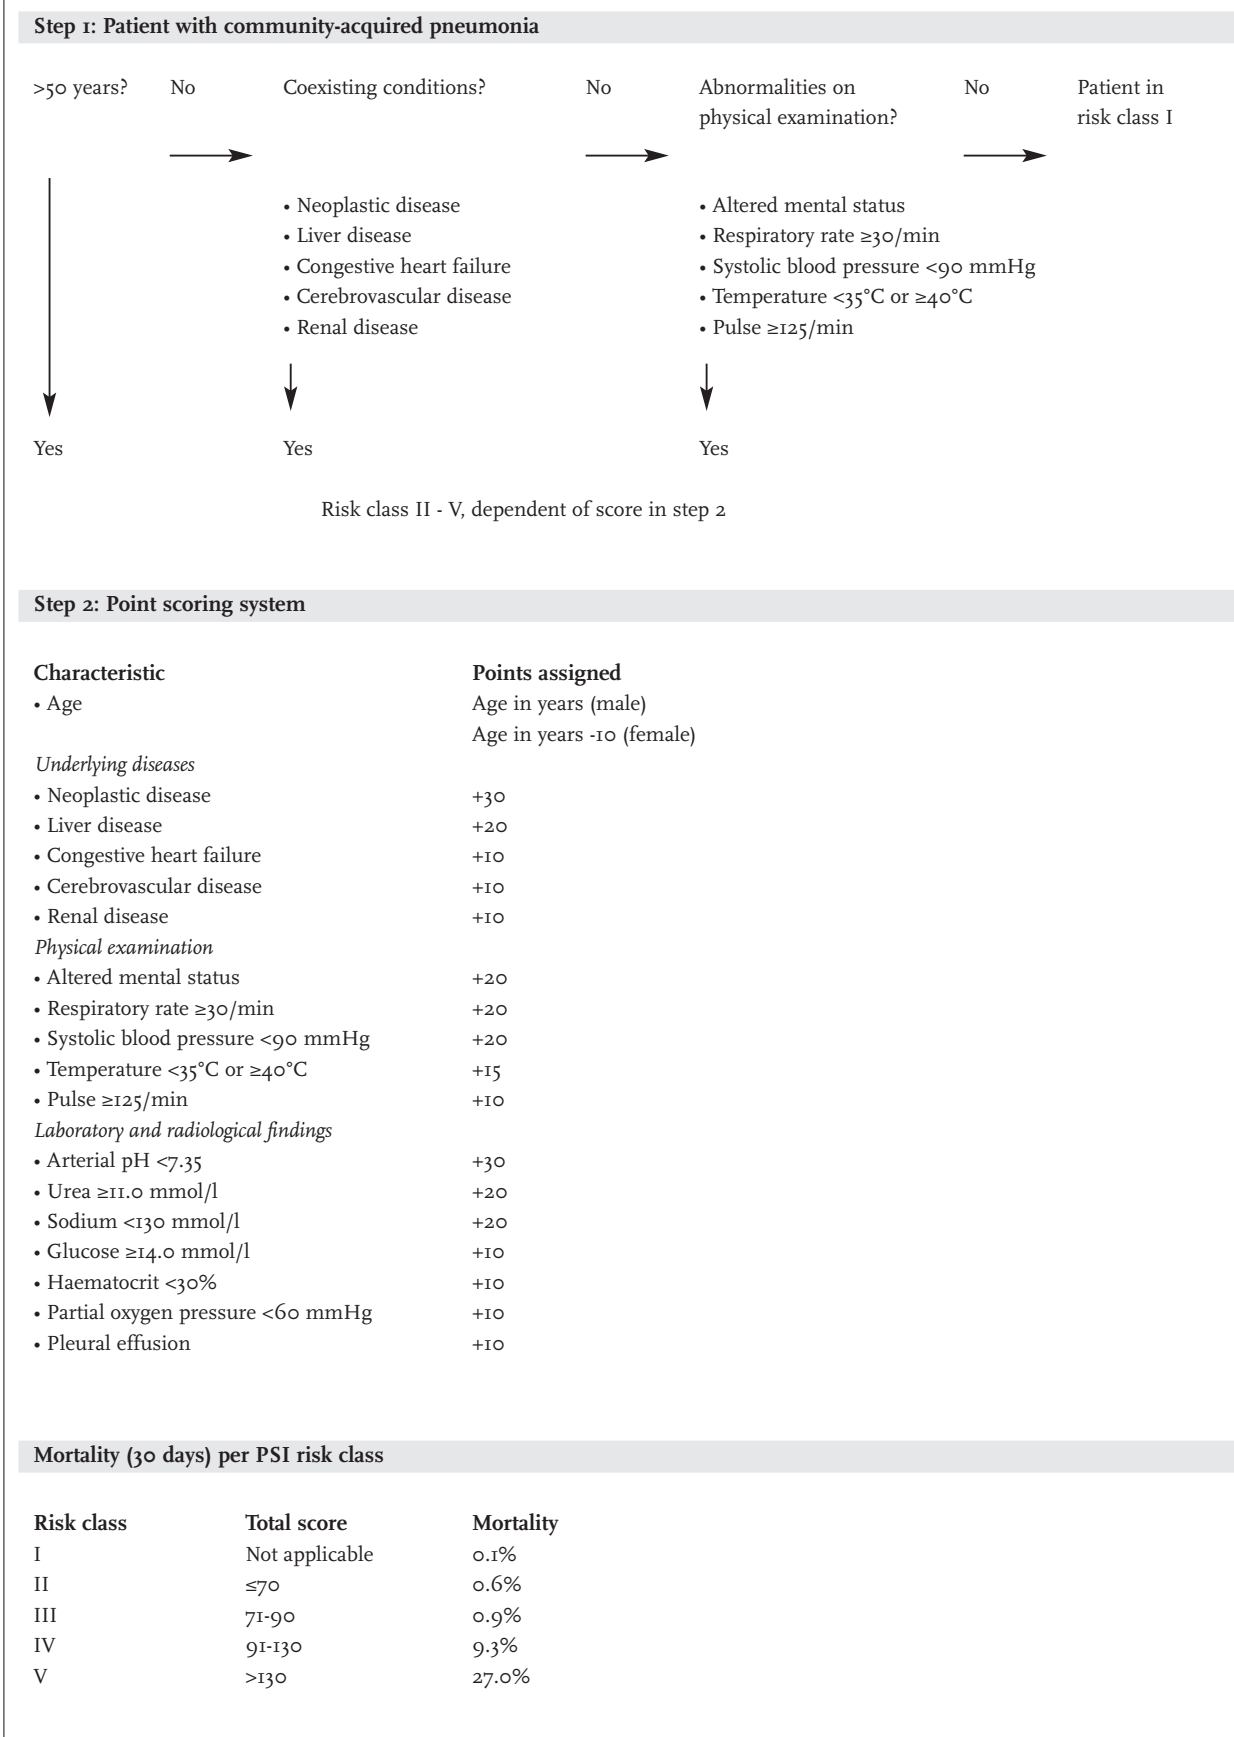 Step 1: Patient with community-acquired pneumonia
>50 years? No Coexisting conditions? No Abnormalities on No Patient in
physical examination? risk class I
• Neoplastic disease • Altered mental status
• Liver disease • Respiratory rate ≥30/min
• Congestive heart failure • Systolic blood pressure <90 mmHg
• Cerebrovascular disease • Temperature <35°C or ≥40°C
• Renal disease • Pulse ≥125/min
Yes Yes Yes
Risk class II - V, dependent of score in step 2
Step 2: Point scoring system
Characteristic Points assigned
• Age Age in years (male)
Age in years -10 (female)
Underlying diseases
• Neoplastic disease +30
• Liver disease +20
• Congestive heart failure +10
• Cerebrovascular disease +10
• Renal disease +10
Physical examination
• Altered mental status +20
• Respiratory rate ≥30/min +20
• Systolic blood pressure <90 mmHg +20
• Temperature <35°C or ≥40°C +15
• Pulse ≥125/min +10
Laboratory and radiological findings
• Arterial pH <7.35 +30
• Urea ≥11.0 mmol/l +20
• Sodium <130 mmol/l +20
• Glucose ≥14.0 mmol/l +10
• Haematocrit <30% +10
• Partial oxygen pressure <60 mmHg +10
• Pleural effusion +10
Mortality (30 days) per PSI risk class
Risk class Total score Mortality
I Not applicable 0.1%
II ≤70 0.6%
III 71-90 0.9%
IV 91-130 9.3%
V >130 27.0%